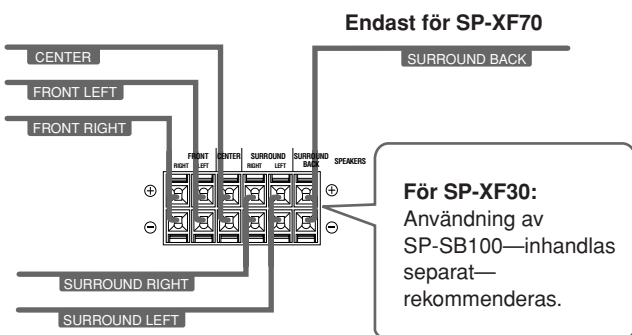 Endast för SP-XF70
CENTER
SURROUND BACK
FRONT LEFT
FRONT RIGHT
FRONT CENTER SURROUND SURROUND BACK SPEAKERS
RIGHT LEFT RIGHT LEFT
För SP-XF30:
Användning av
SP-SB100—inhandlas
separat—
rekommenderas.
SURROUND RIGHT
SURROUND LEFT